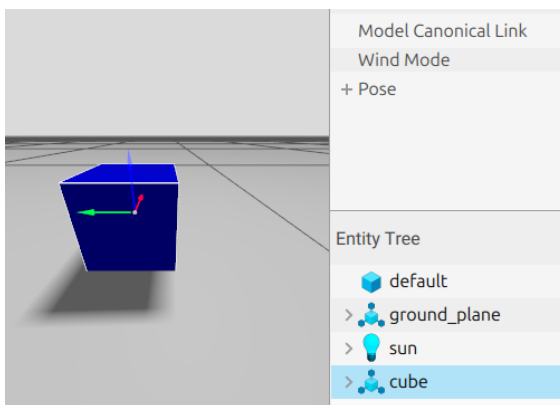 Model Canonical Link
Wind Mode
+ Pose
Entity Tree
default
ground_plane
sun
cube